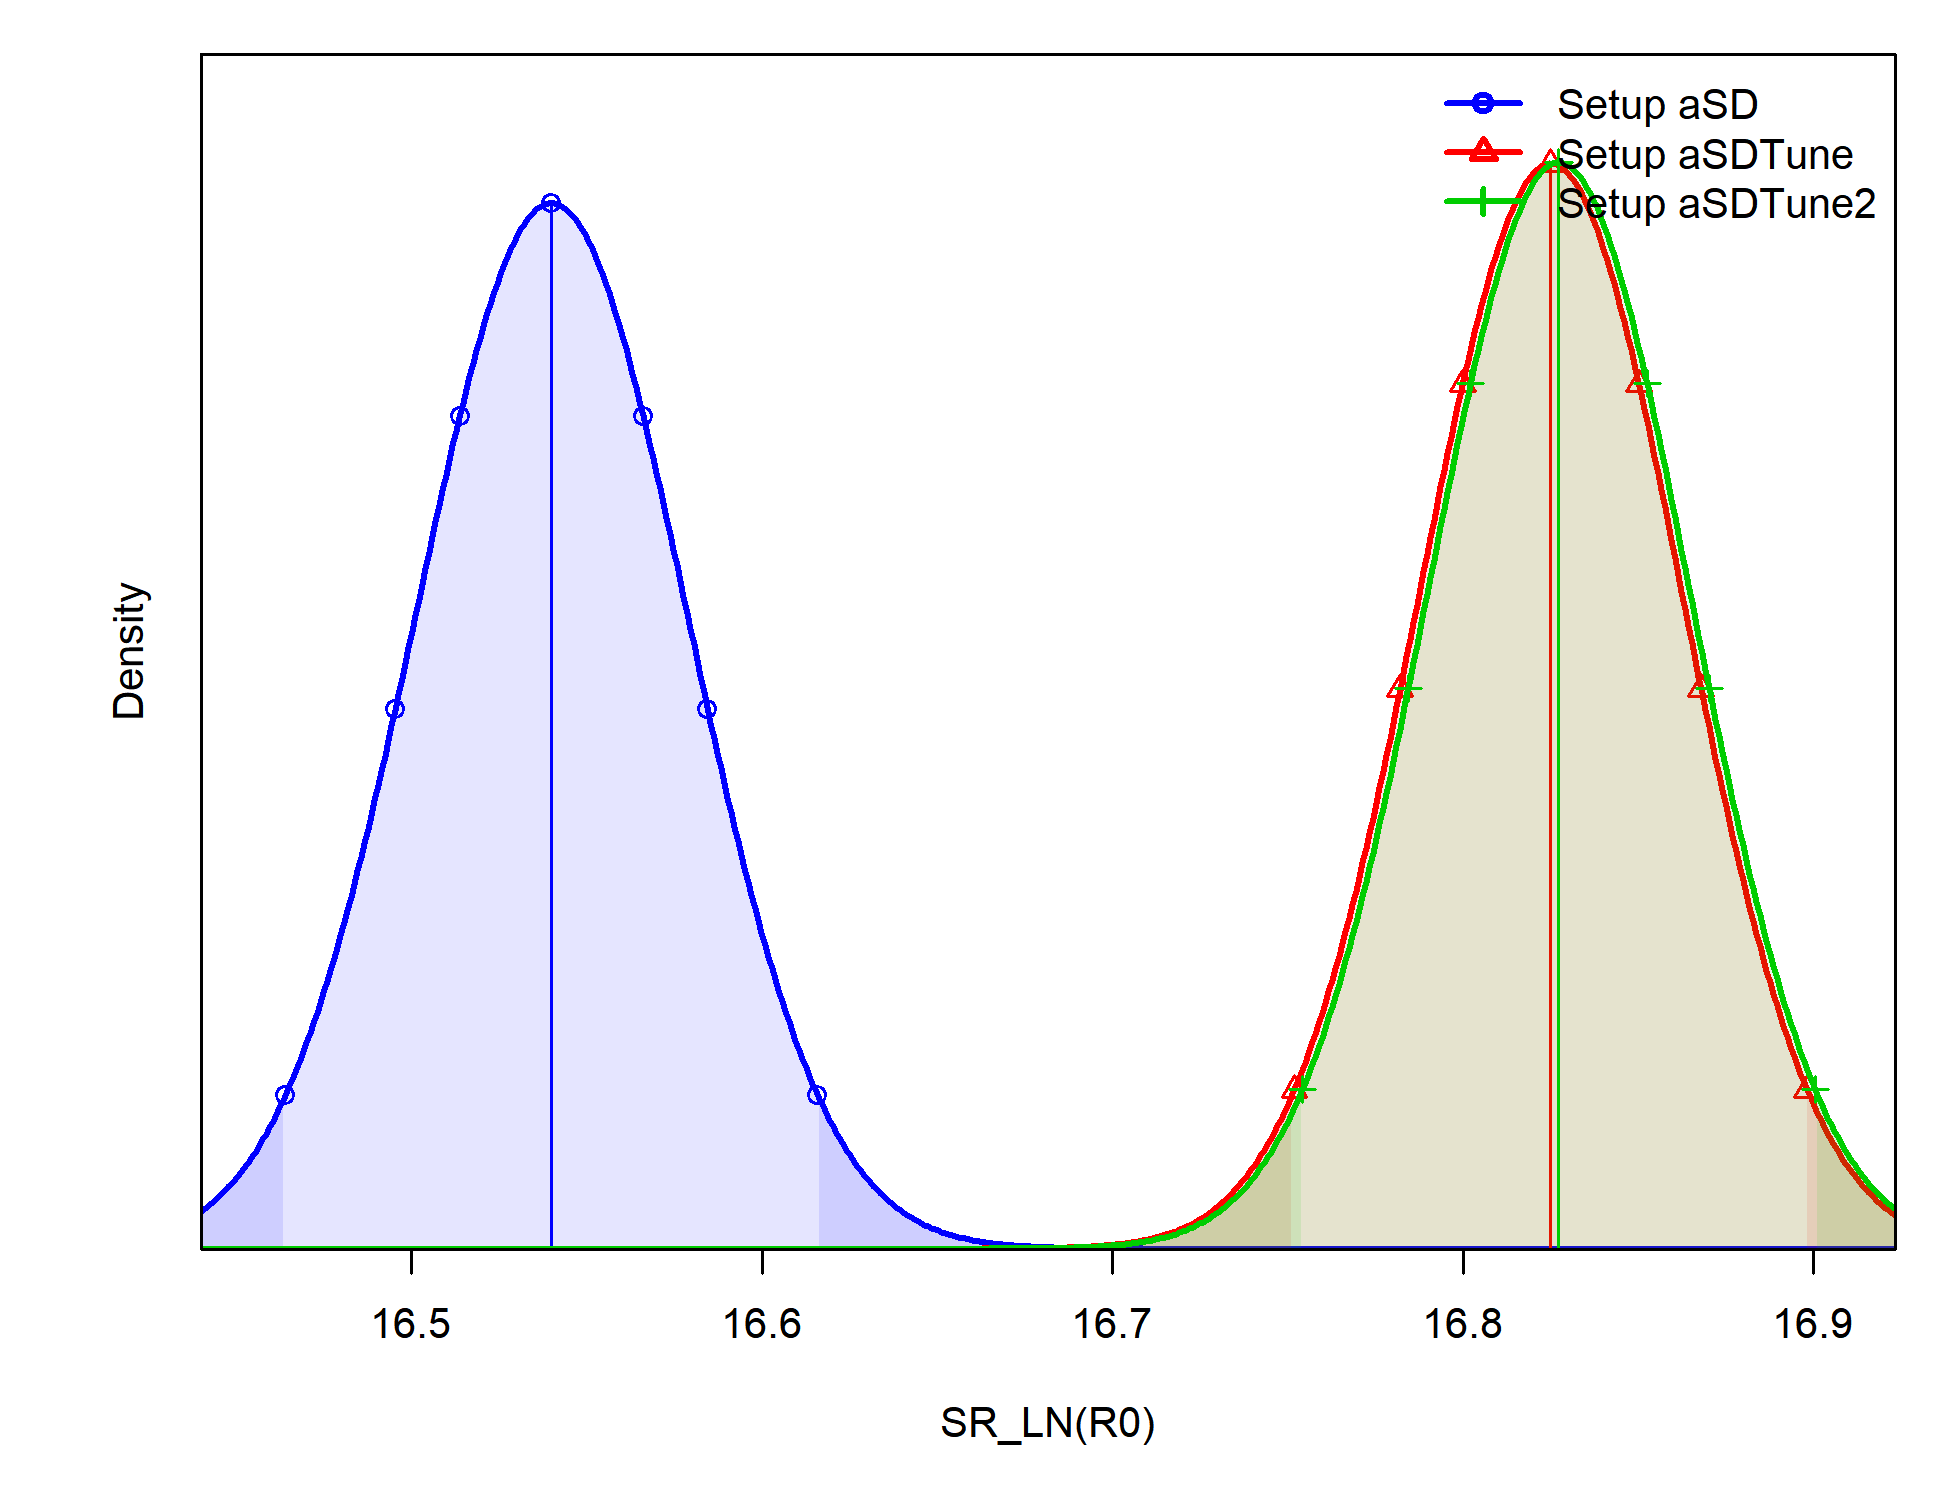 Setup aSD
Setup aSDTune
Setup aSDTune2
Density
16.5 16.6 16.7 16.8 16.9
SR_LN(R0)